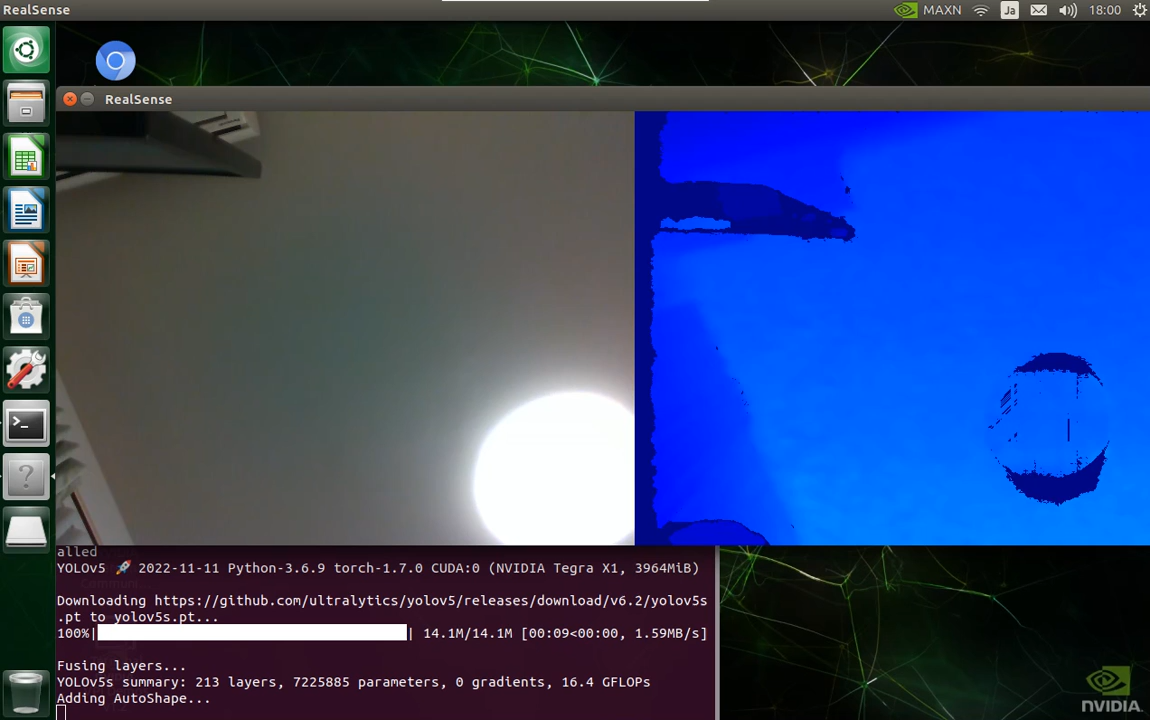 RealSense
MAXN
Ja
18:00
RealSense
alled
YOLOv5 🚀 2022-11-11 Python-3.6.9 torch-1.7.0 CUDA:0 (NVIDIA Tegra X1, 3964MiB)
Downloading https://github.com/ultralytics/yolov5/releases/download/v6.2/yolov5s
.pt to yolov5s.pt...
100%| | 14.1M/14.1M [00:09<00:00, 1.59MB/s]
Fusing layers...
YOLOv5s summary: 213 layers, 7225885 parameters, 0 gradients, 16.4 GFLOPs
Adding AutoShape...
NVIDIA.